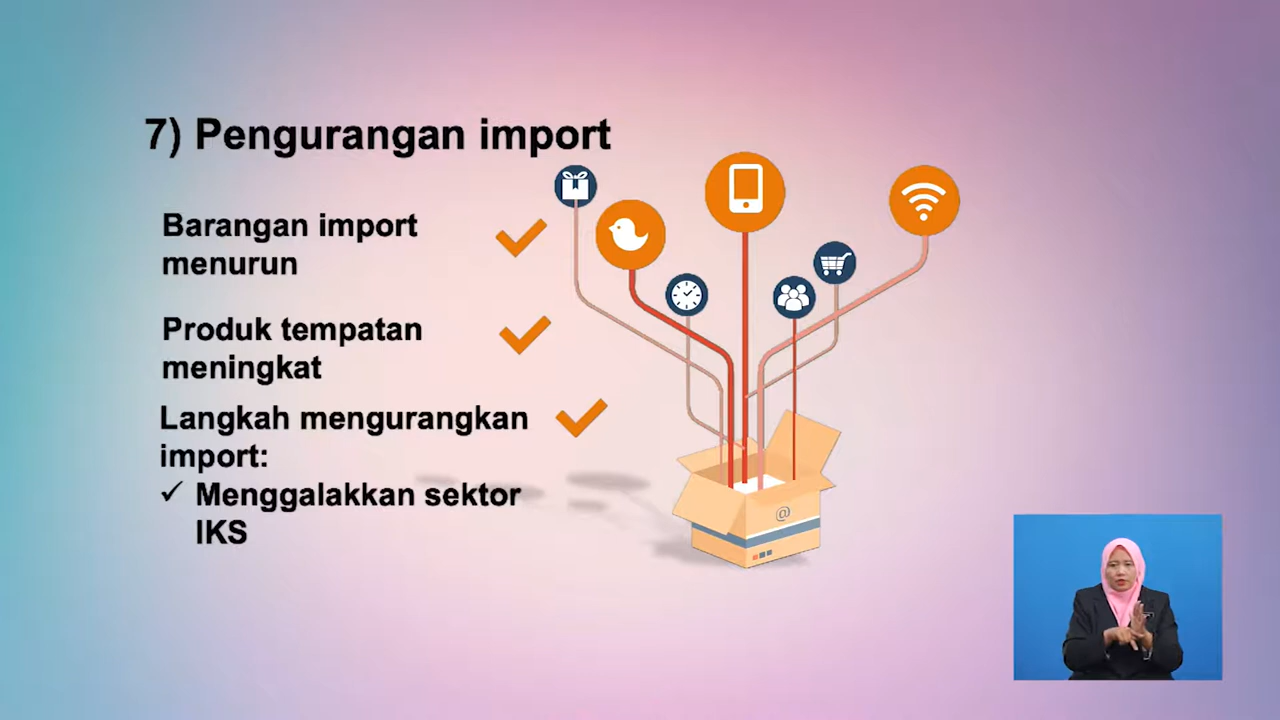 7) Pengurangan import
Barangan import
menurun
Produk tempatan
meningkat
Langkah mengurangkan
import:
✓ Menggalakkan sektor
IKS
@